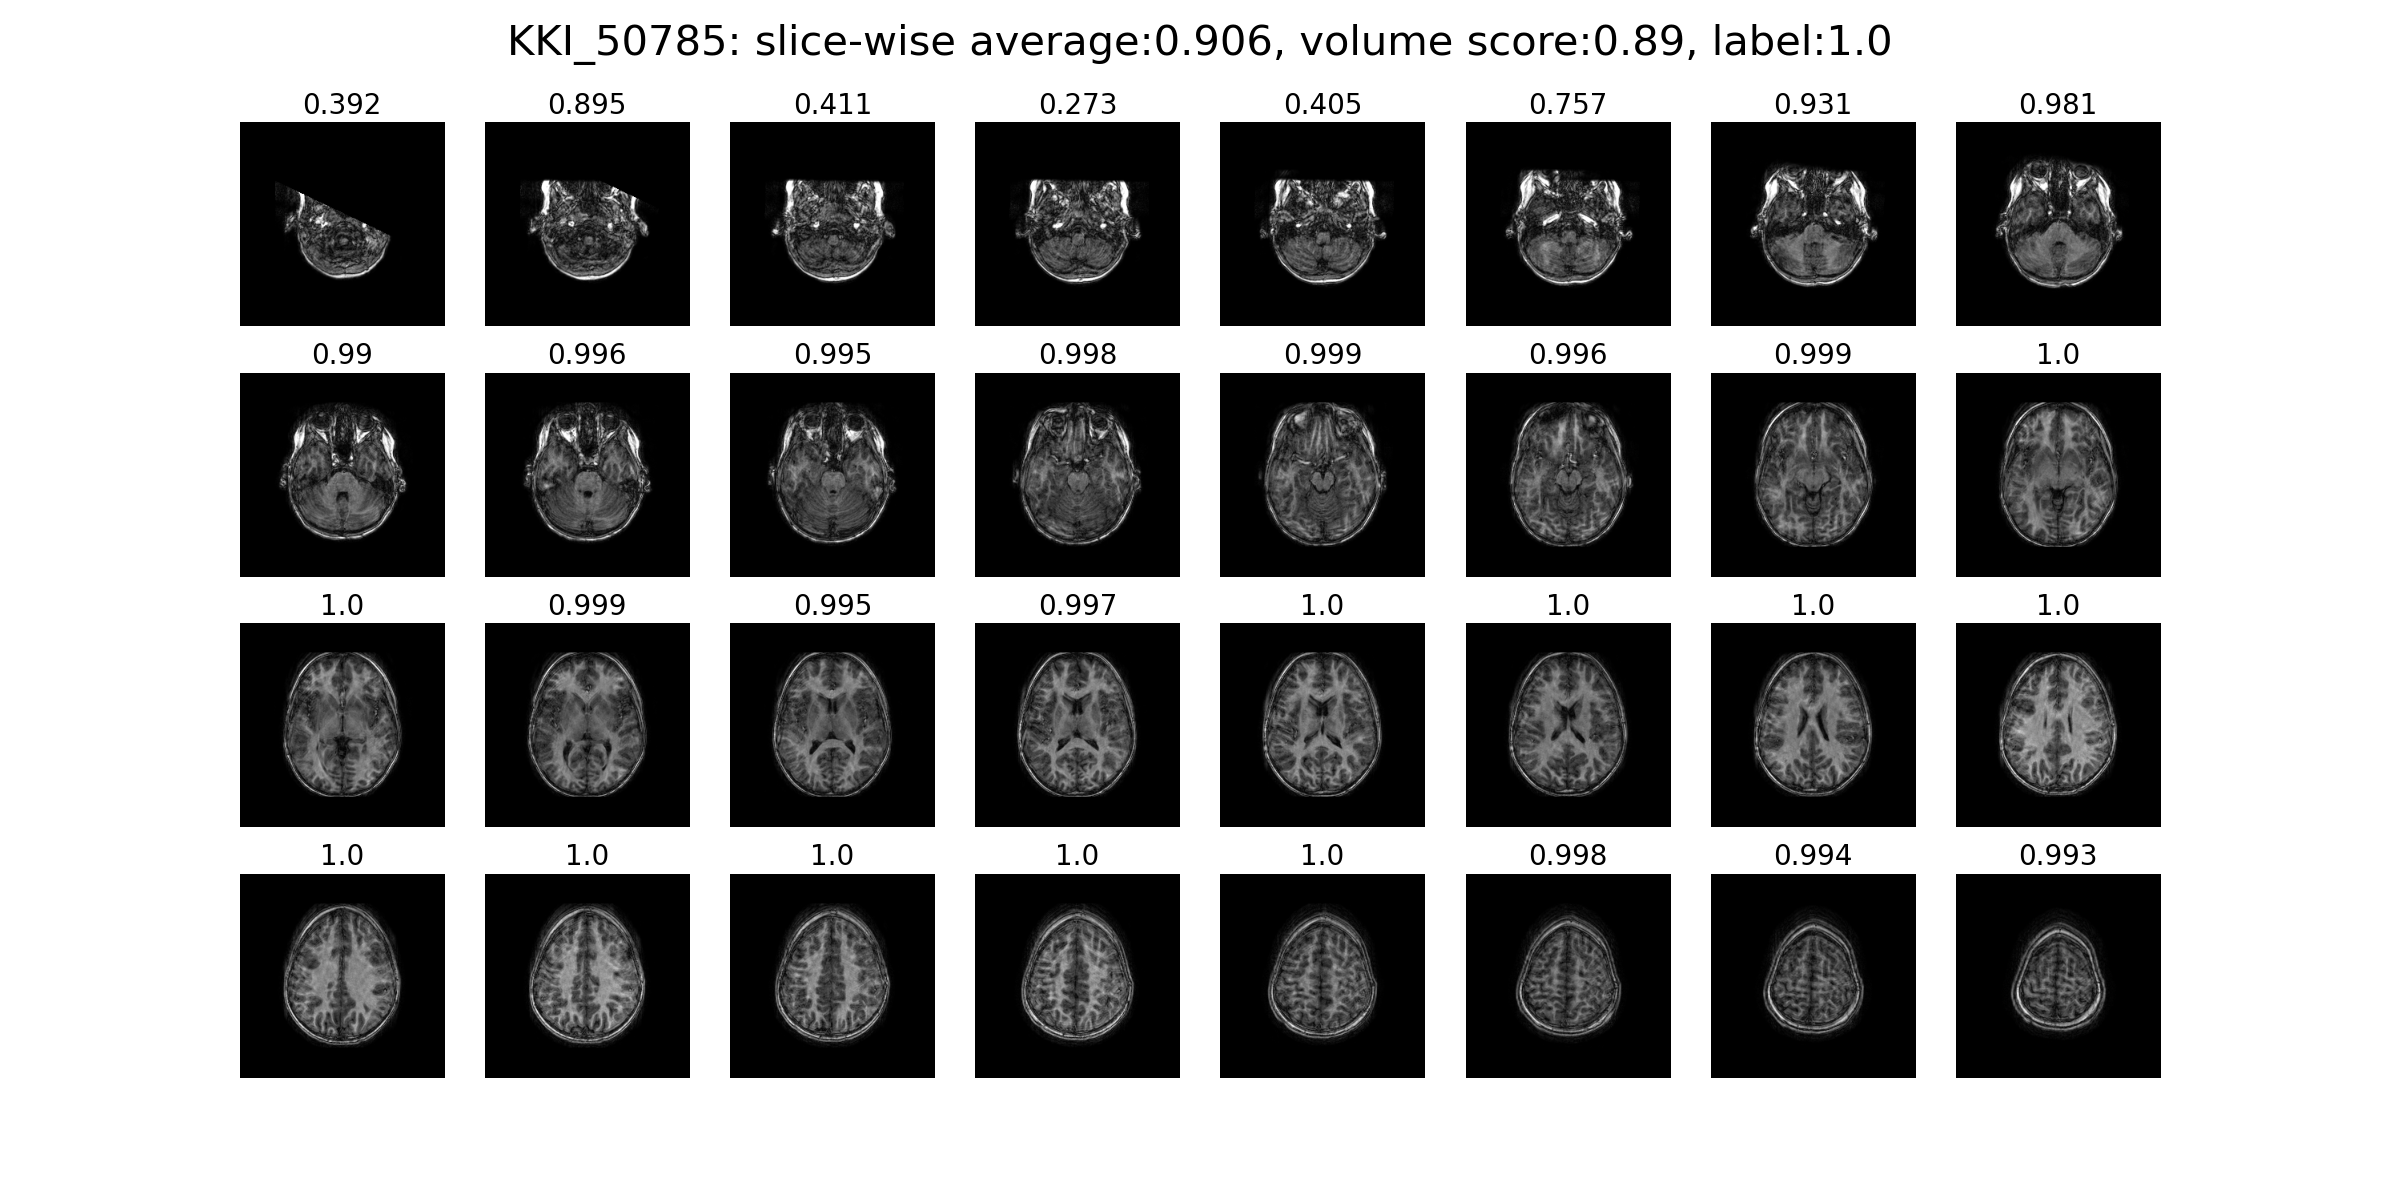 KKI_50785: slice-wise average:0.906, volume score:0.89, label:1.0
0.392 0.895 0.411 0.273 0.405 0.757 0.931 0.981
0.99 0.996 0.995 0.998 0.999 0.996 0.999 1.0
1.0 0.999 0.995 0.997 1.0 1.0 1.0 1.0
1.0 1.0 1.0 1.0 1.0 0.998 0.994 0.993